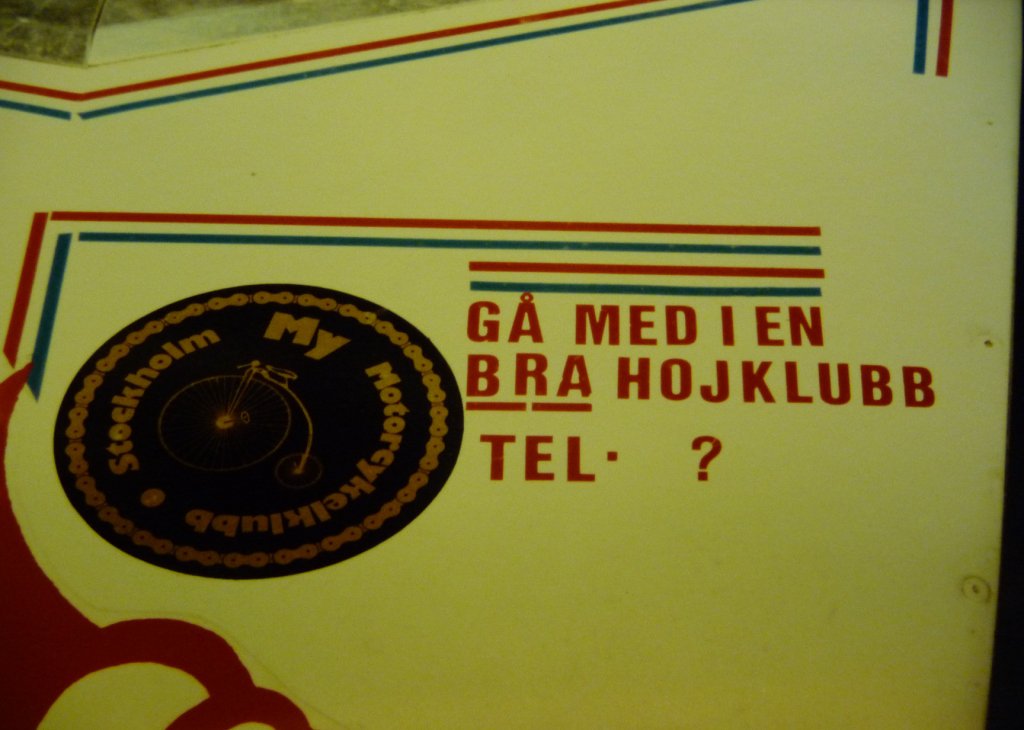 My Motorcykelklubb • Stockholm
GÅ MED I EN
BRA HOJKLUBB
TEL· ?